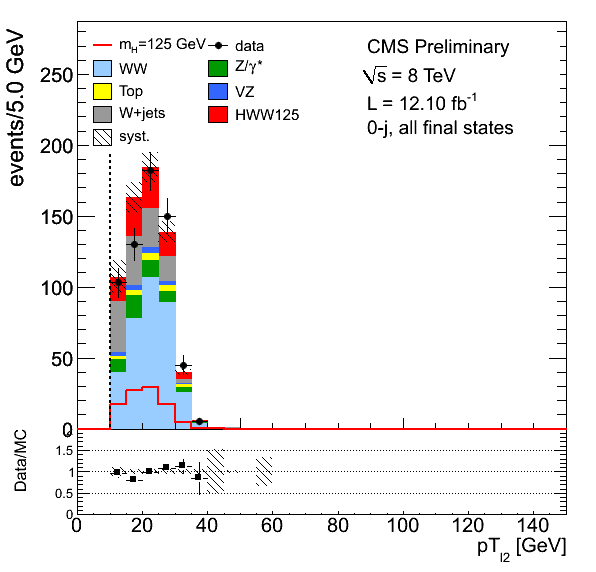 events/5.0 GeV
250
200
150
100
50
0
m_H=125 GeV
data
WW
Z/γ*
Top
VZ
W+jets
HWW125
syst.
CMS Preliminary
√s = 8 TeV
L = 12.10 fb⁻¹
0-j, all final states
Data/MC
1.5
1
0.5
0
0 20 40 60 80 100 120 140
pT_l2 [GeV]